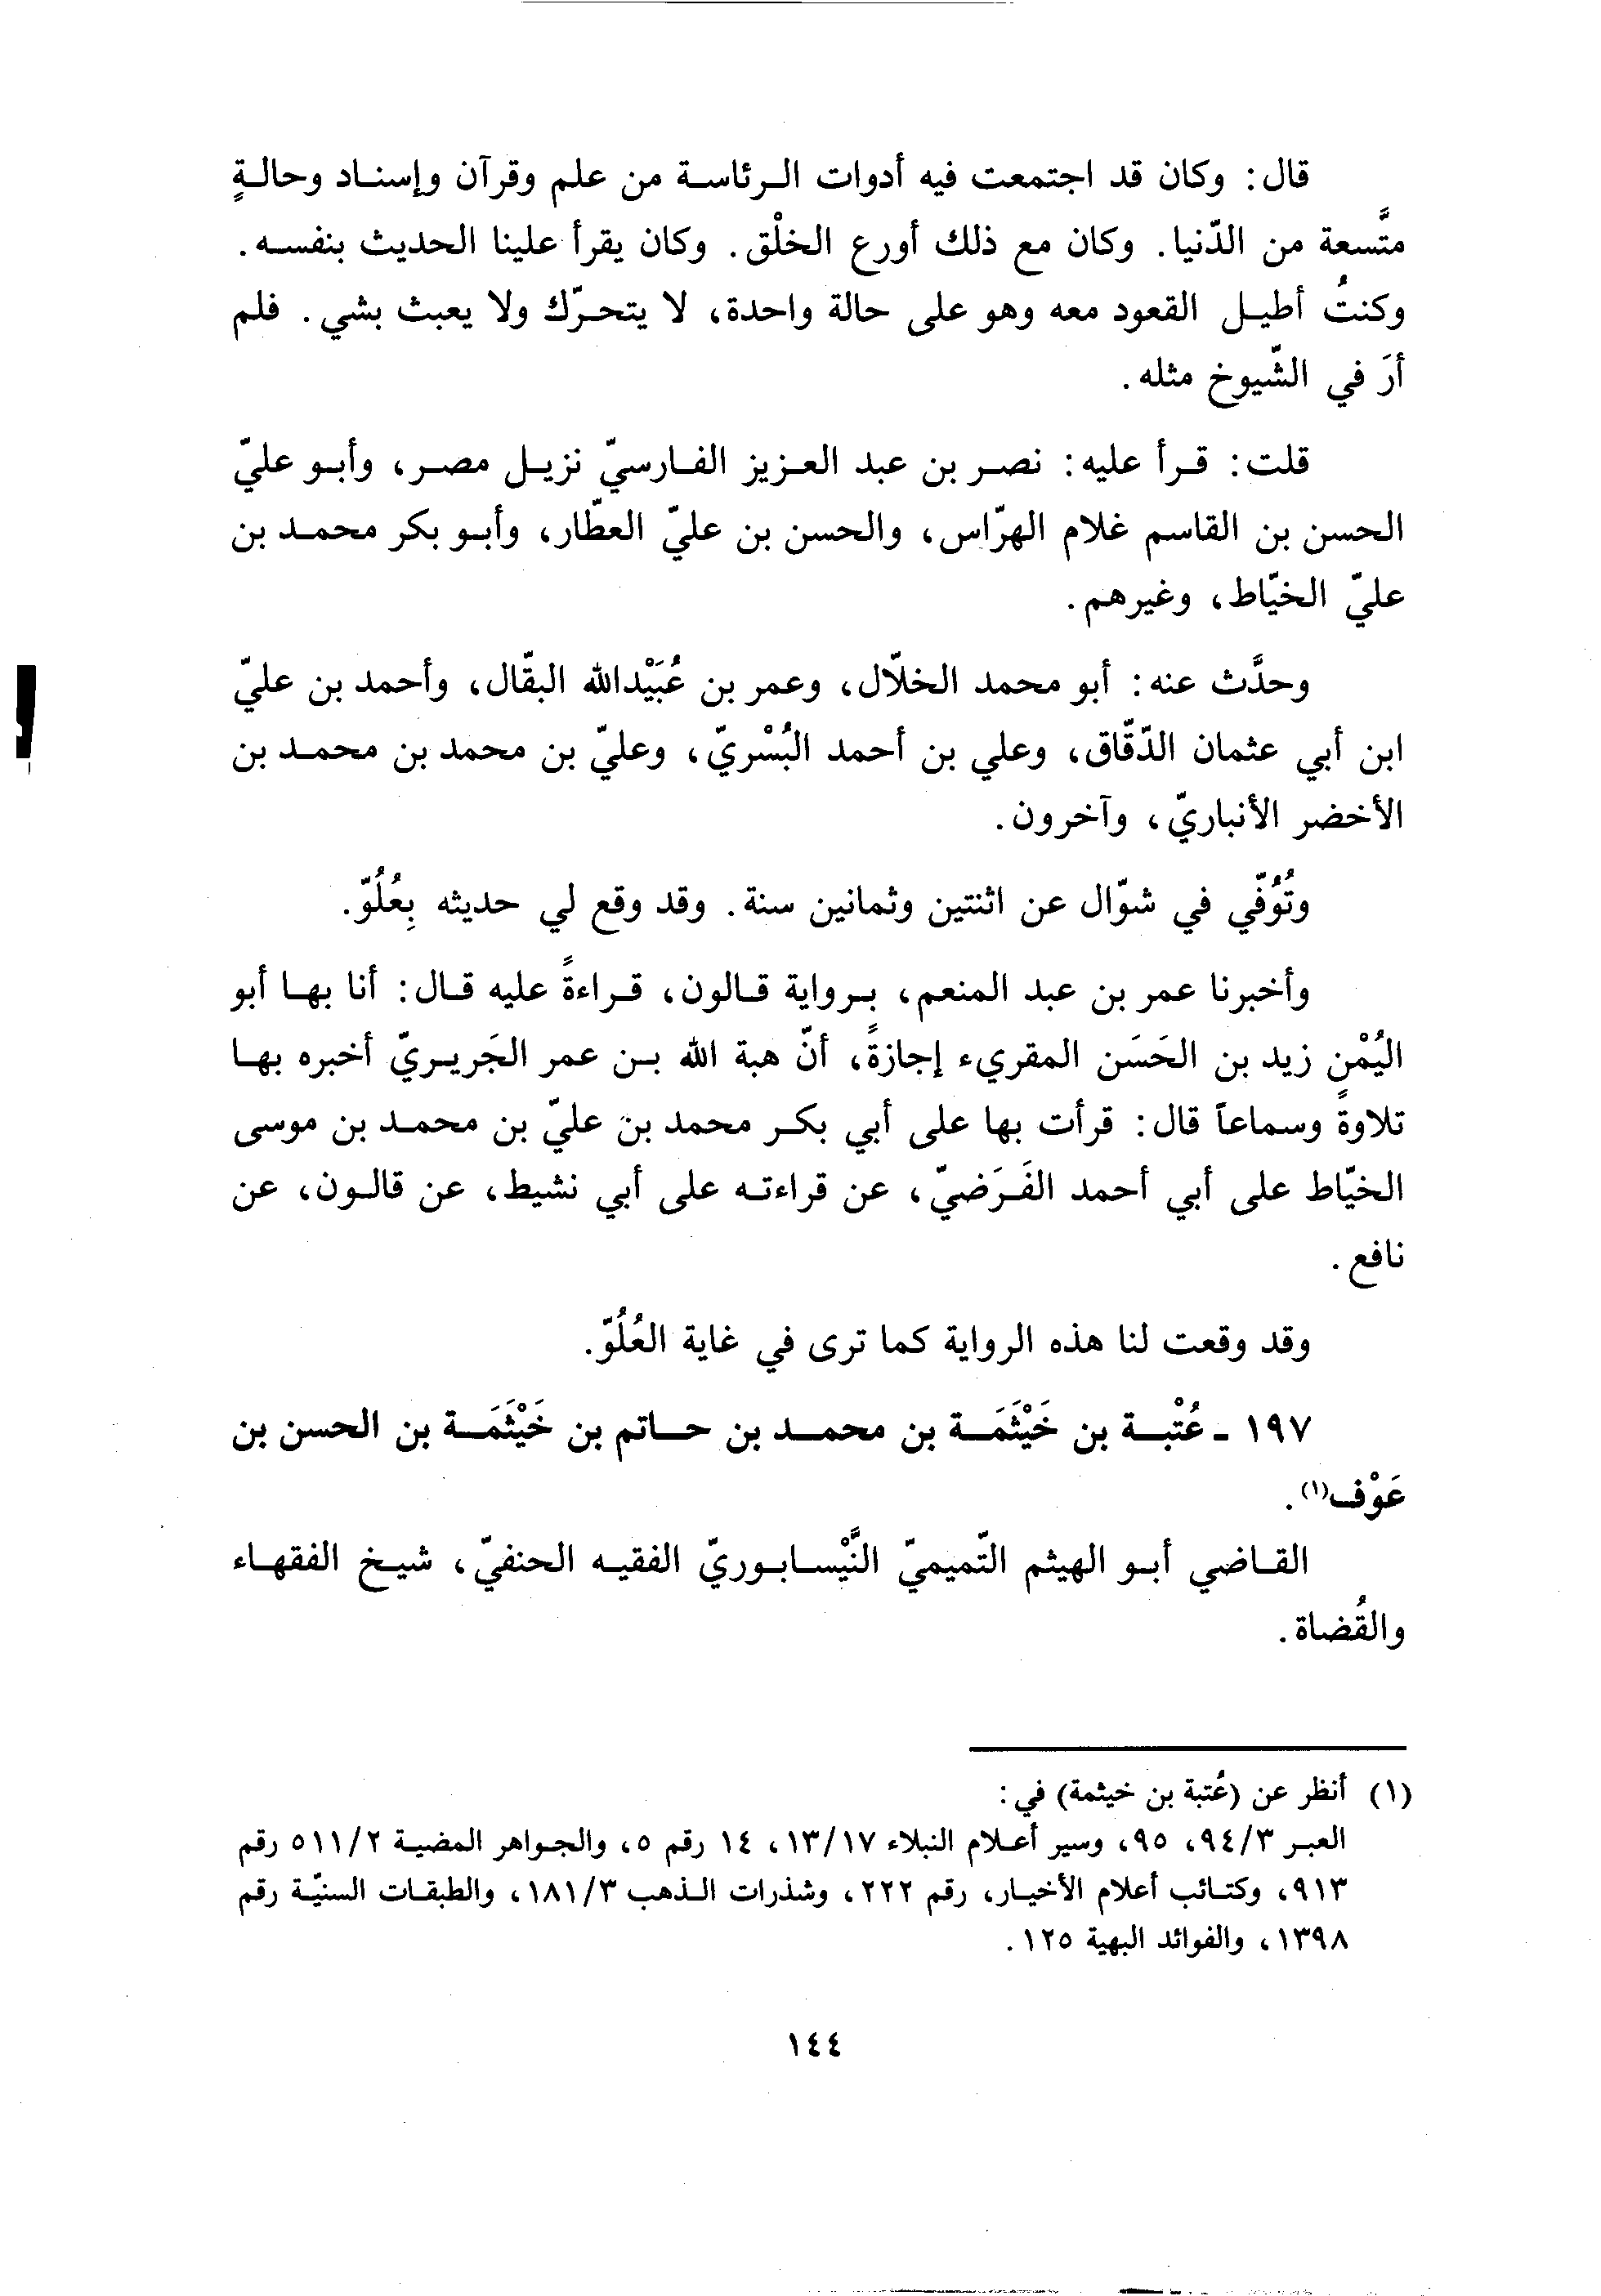 قال: وكان قد اجتمعت فيه أدوات الرئاسة من علم وقرآن وإسناد وحالةٍ
متَّسعة من الدّنيا. وكان مع ذلك أورع الخلْق. وكان يقرأ علينا الحديث بنفسه.
وكنتُ أطيل القعود معه وهو على حالة واحدة، لا يتحرّك ولا يعبث بشي. فلم
أرَ في الشّيوخ مثله.
قلت: قرأ عليه: نصر بن عبد العزيز الفارسيّ نزيل مصر، وأبو عليّ
الحسن بن القاسم غلام الهرّاس، والحسن بن عليّ العطّار، وأبو بكر محمد بن
عليّ الخيّاط، وغيرهم.
وحدَّث عنه: أبو محمد الخلّال، وعمر بن عُبَيْدالله البقّال، وأحمد بن عليّ
ابن أبي عثمان الدّقّاق، وعلي بن أحمد البُسْريّ، وعليّ بن محمد بن محمد بن
الأخضر الأنباريّ، وآخرون.
وتُوُفّي في شوّال عن اثنتين وثمانين سنة. وقد وقع لي حديثه بِعُلُوّ.
وأخبرنا عمر بن عبد المنعم، برواية قالون، قراءةً عليه قال: أنا بها أبو
اليُمْن زيد بن الحَسَن المقريء إجازةً، أنّ هبة الله بن عمر الجَريريّ أخبره بها
تلاوةً وسماعاً قال: قرأت بها على أبي بكر محمد بن عليّ بن محمد بن موسى
الخيّاط على أبي أحمد الفَرَضيّ، عن قراءته على أبي نشيط، عن قالون، عن
نافع.
وقد وقعت لنا هذه الرواية كما ترى في غاية العُلُوّ.
١٩٧ ـ عُتْبة بن خَيْثَمَة بن محمد بن حاتم بن خَيْثَمَة بن الحسن بن
عَوْف(١).
القاضي أبو الهيثم التّميميّ النَّيْسابوريّ الفقيه الحنفيّ، شيخ الفقهاء
والقُضاة.
(١) أنظر عن (عُتبة بن خيثمة) في:
العبر ٣/٩٤، ٩٥، وسير أعلام النبلاء ١٧/١٣، ١٤ رقم ٥، والجواهر المضية ٢/٥١١ رقم
٩١٣، وكتائب أعلام الأخيار، رقم ٢٢٢، وشذرات الذهب ٣/١٨١، والطبقات السنيّة رقم
١٣٩٨، والفوائد البهية ١٢٥.
١٤٤